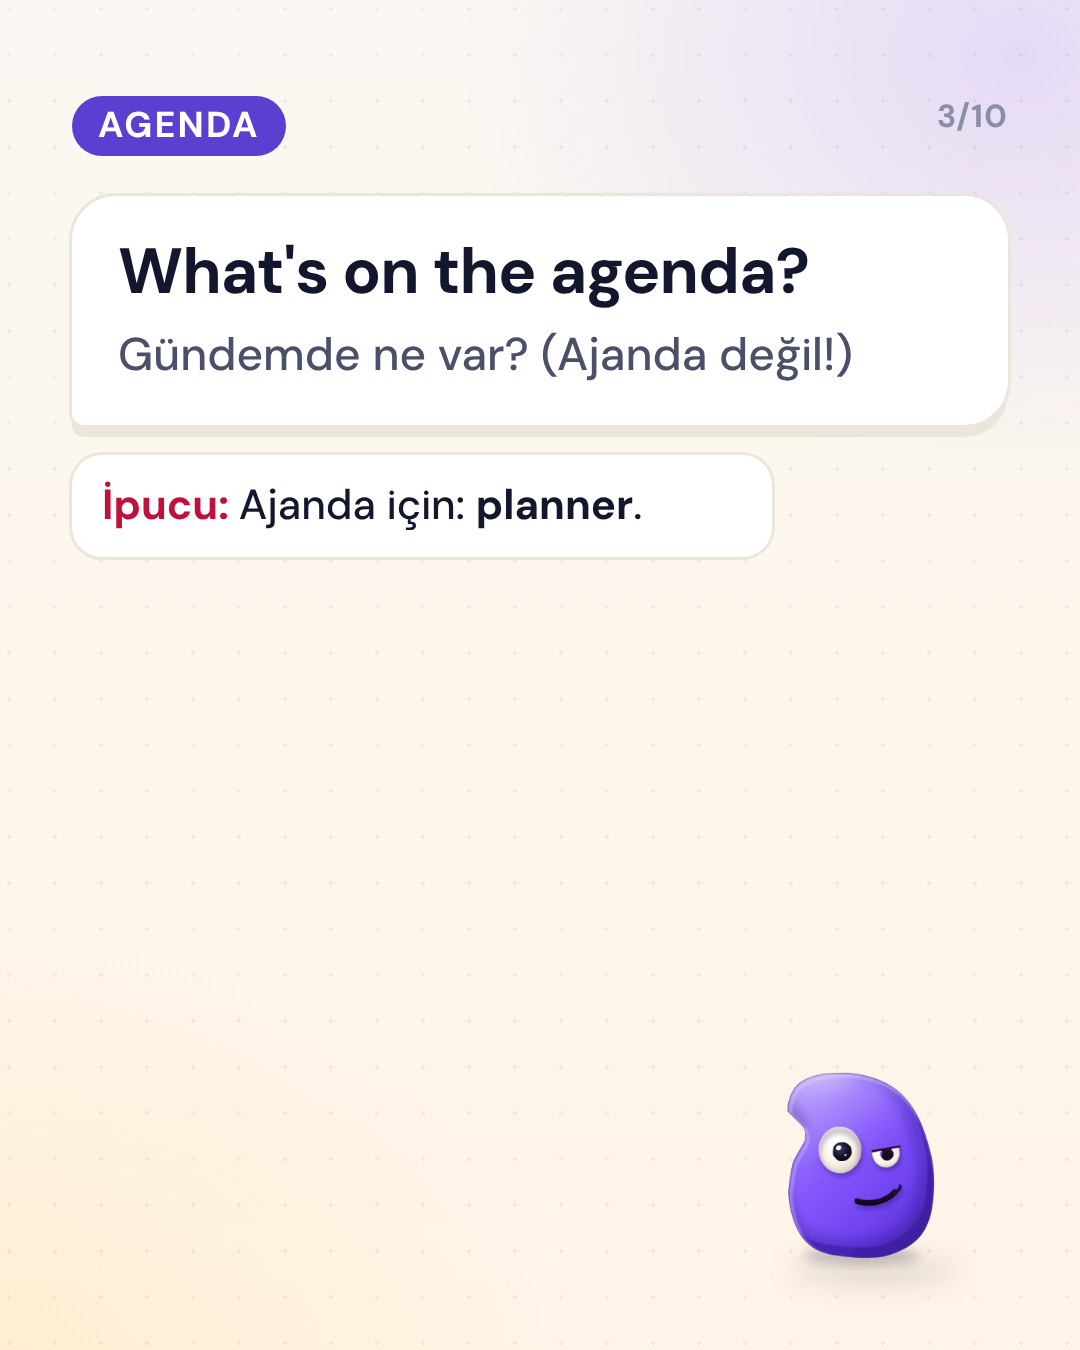 AGENDA
3/10
What's on the agenda?
Gündemde ne var? (Ajanda değil!)
İpucu: Ajanda için: planner.